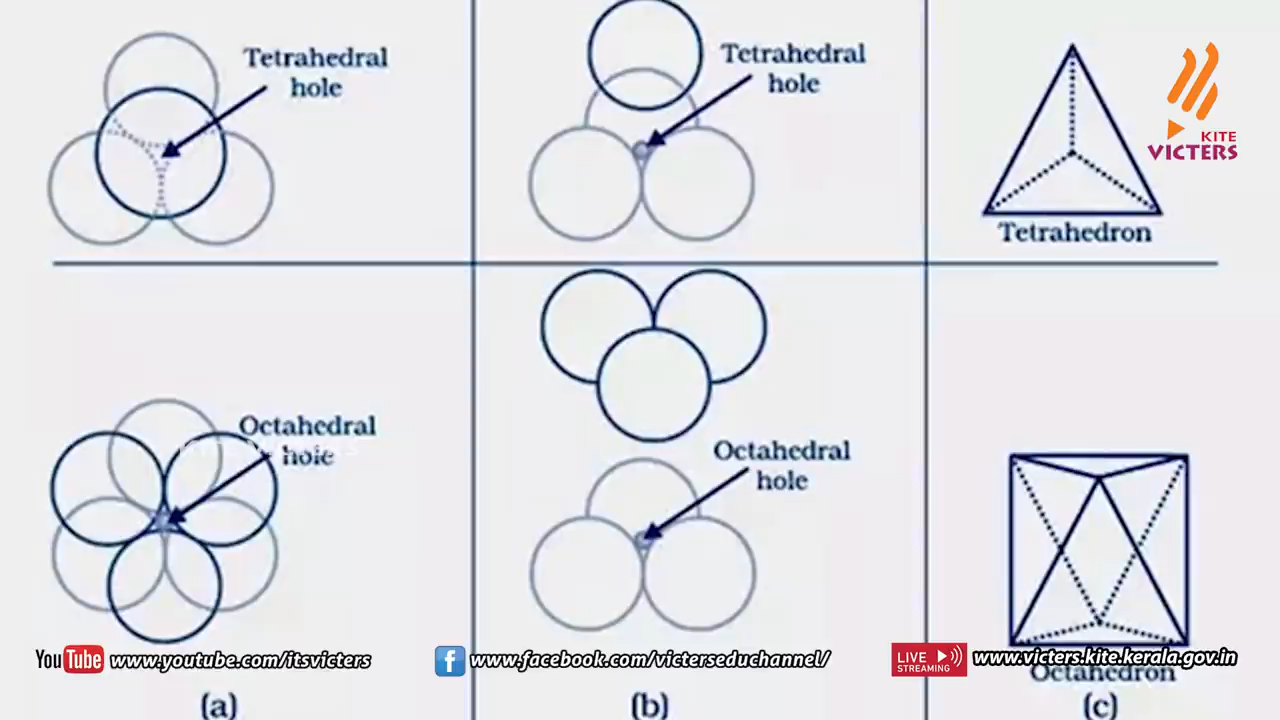 Tetrahedral
hole
Tetrahedral
hole
KITE
VICTERS
Tetrahedron
Octahedral
hole
Octahedral
hole
YouTube www.youtube.com/itsvicters
f www.facebook.com/victerseduchannel/
LIVE
STREAMING
www.victers.kite.kerala.gov.in
Octahedron
(a)
(b)
(c)